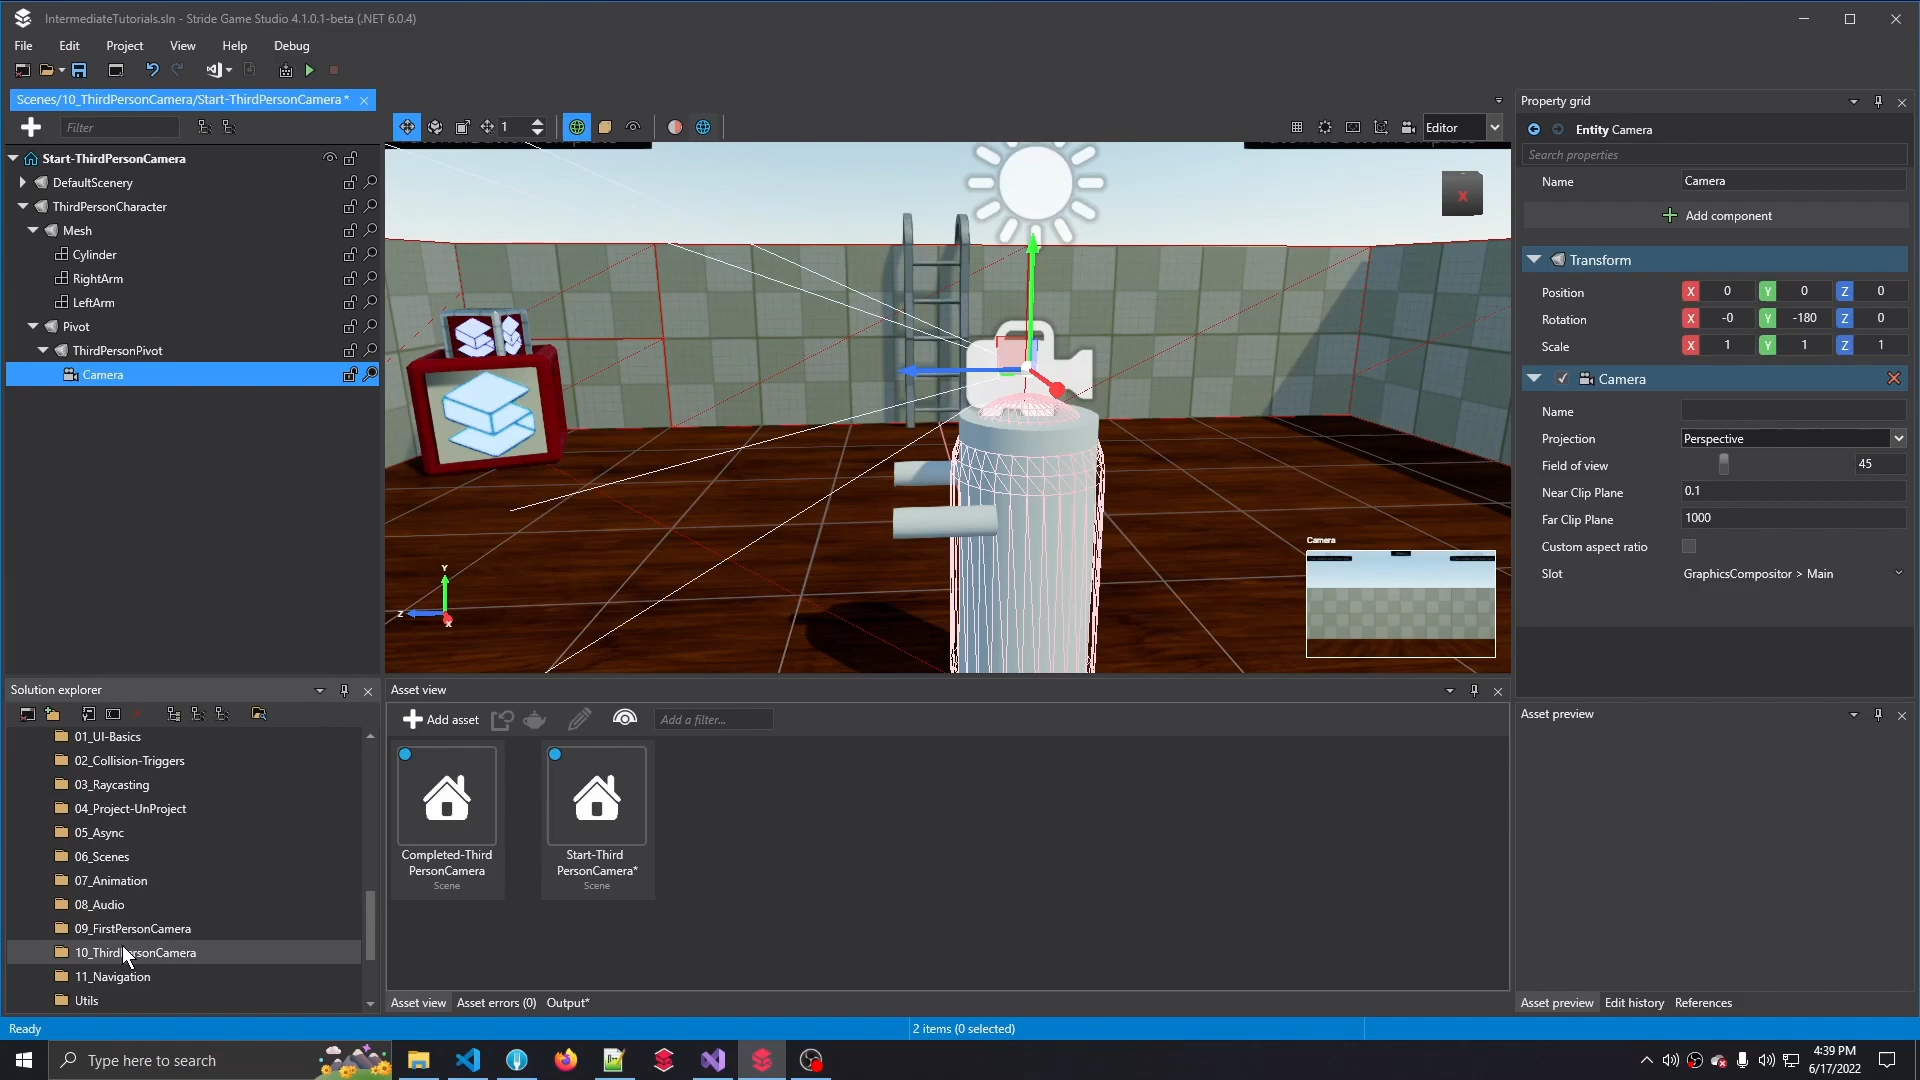 IntermediateTutorials.sln - Stride Game Studio 4.1.0.1-beta (.NET 6.0.4)
File Edit Project View Help Debug
Scenes/10_ThirdPersonCamera/Start-ThirdPersonCamera *
Filter
1
Editor
Start-ThirdPersonCamera
DefaultScenery
ThirdPersonCharacter
Mesh
Cylinder
RightArm
LeftArm
Pivot
ThirdPersonPivot
Camera
X
Y
Z
X
Camera
Property grid
Entity Camera
Search properties
Name Camera
Add component
Transform
Position X 0 Y 0 Z 0
Rotation X -0 Y -180 Z 0
Scale X 1 Y 1 Z 1
Camera
Name
Projection Perspective
Field of view 45
Near Clip Plane 0.1
Far Clip Plane 1000
Custom aspect ratio
Slot GraphicsCompositor > Main
Solution explorer
01_UI-Basics
02_Collision-Triggers
03_Raycasting
04_Project-UnProject
05_Async
06_Scenes
07_Animation
08_Audio
09_FirstPersonCamera
10_ThirdPersonCamera
11_Navigation
Utils
Asset view
Add asset
Add a filter...
Completed-Third
PersonCamera
Scene
Start-Third
PersonCamera*
Scene
Asset view Asset errors (0) Output*
Asset preview
Asset preview Edit history References
Ready
2 items (0 selected)
Type here to search
4:39 PM
6/17/2022